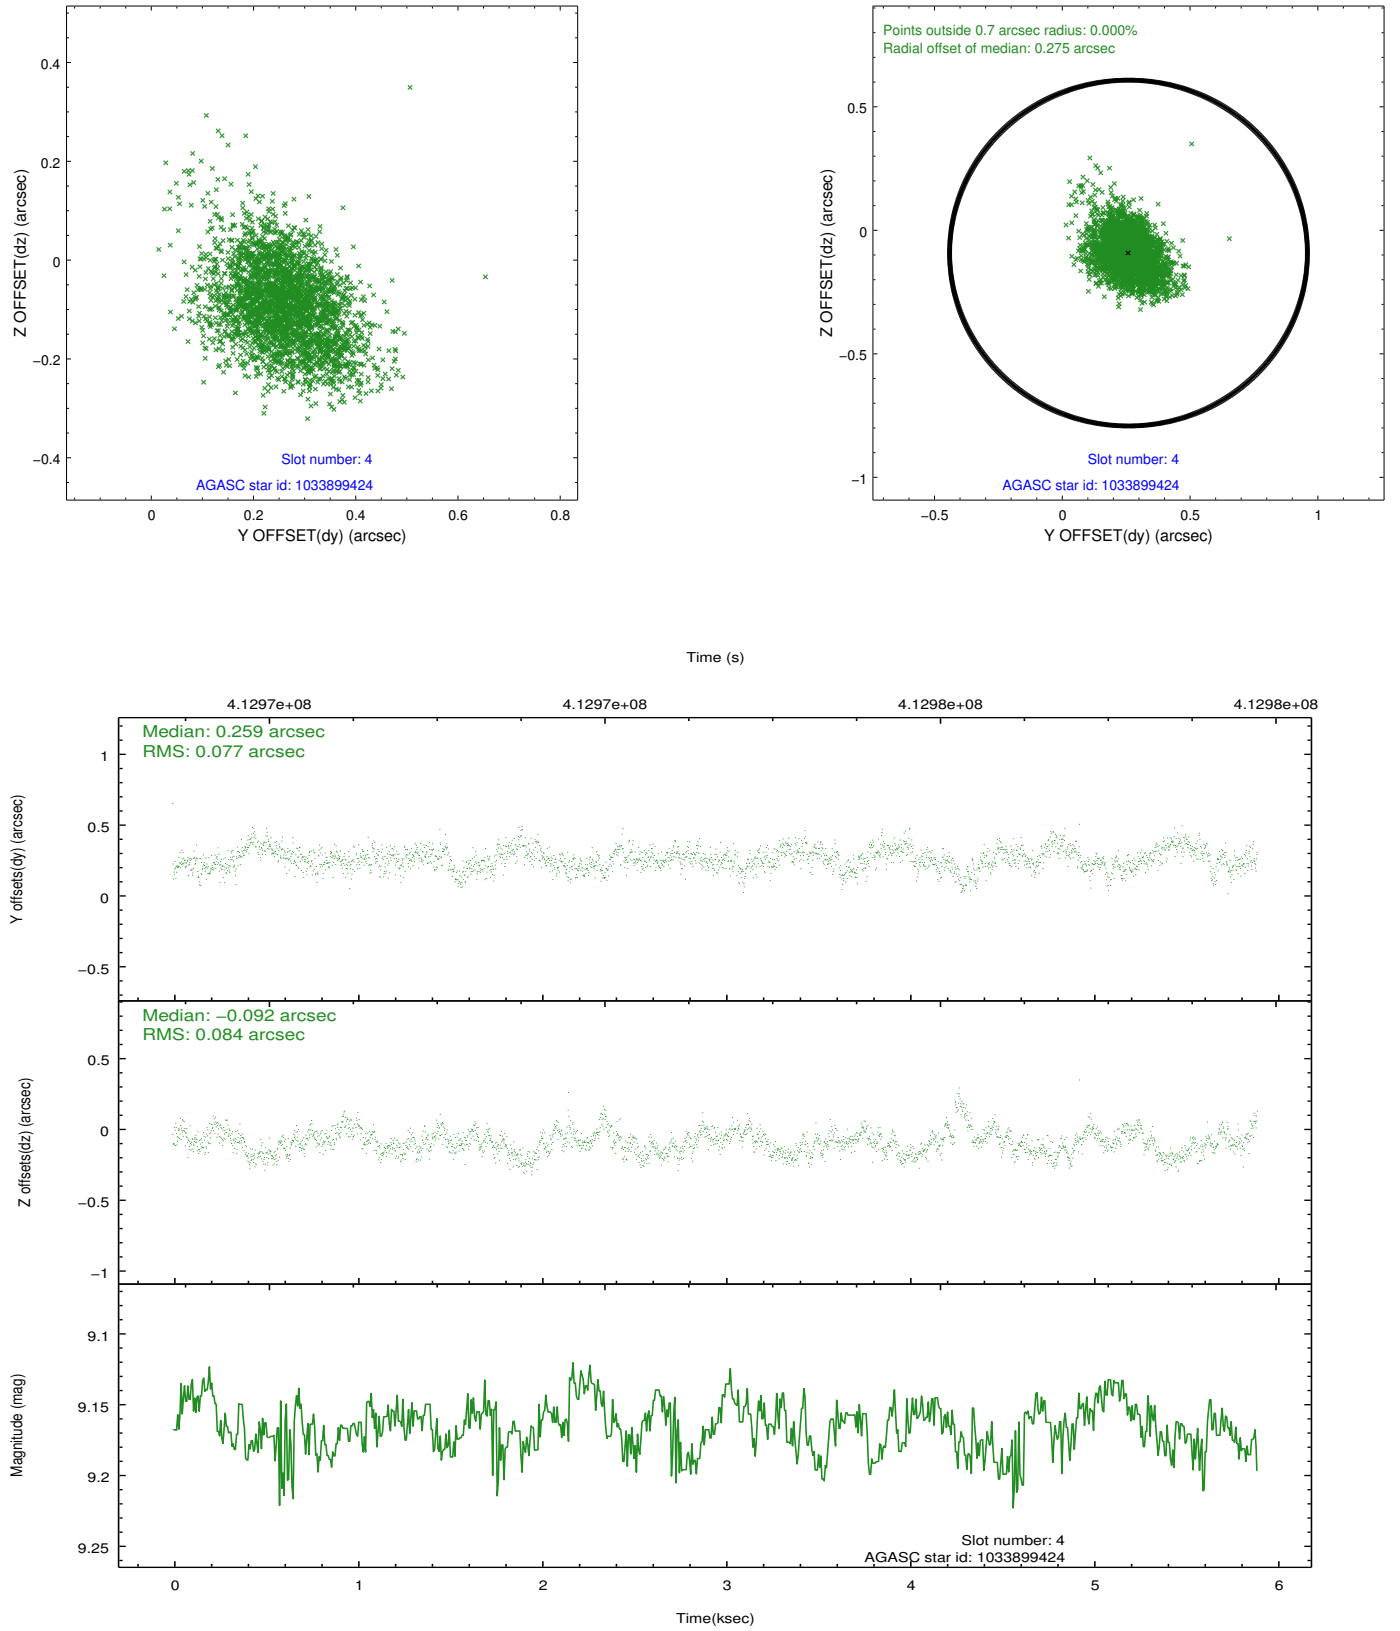 0.4
0.2
0
−0.2
−0.4
Z OFFSET(dz) (arcsec)
Slot number: 4
AGASC star id: 1033899424
0 0.2 0.4 0.6 0.8
Y OFFSET(dy) (arcsec)
Points outside 0.7 arcsec radius: 0.000%
Radial offset of median: 0.275 arcsec
0.5
0
−0.5
−1
Z OFFSET(dz) (arcsec)
Slot number: 4
AGASC star id: 1033899424
−0.5 0 0.5 1
Y OFFSET(dy) (arcsec)
Time (s)
4.1297e+08 4.1297e+08 4.1298e+08 4.1298e+08
Median: 0.259 arcsec
RMS: 0.077 arcsec
1
0.5
0
−0.5
Y offsets(dy) (arcsec)
Median: −0.092 arcsec
RMS: 0.084 arcsec
0.5
0
−0.5
−1
Z offsets(dz) (arcsec)
9.1
9.15
9.2
9.25
Magnitude (mag)
Slot number: 4
AGASC star id: 1033899424
0 1 2 3 4 5 6
Time(ksec)